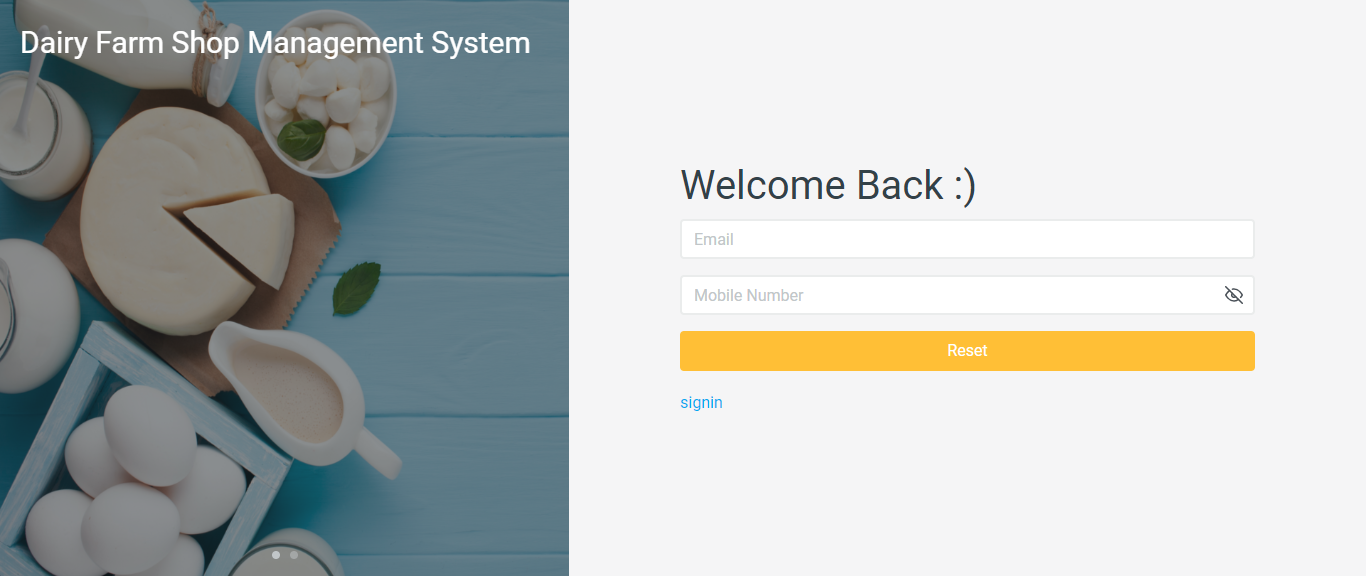 Dairy Farm Shop Management System
Welcome Back :)
Email
Mobile Number
Reset
signin